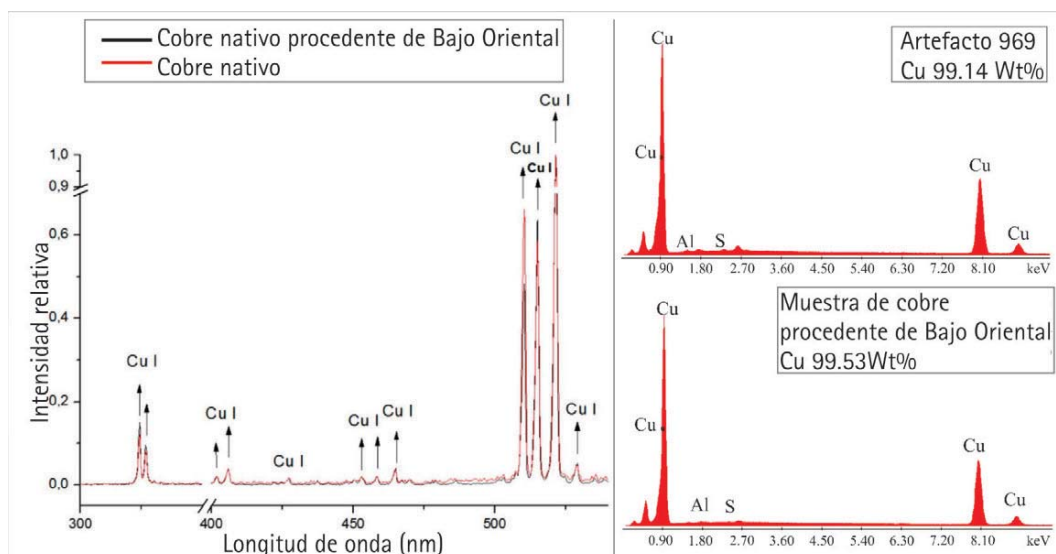 Cobre nativo procedente de Bajo Oriental
Cobre nativo
Intensidad relativa
1,0
0,9
0,6
0,4
0,2
0,0
Cu I
Cu I
Cu I
Cu I
Cu I
Cu I
Cu I
Cu I
Cu I
Cu I
300
400
450
500
Longitud de onda (nm)
Artefacto 969
Cu 99.14 Wt%
Cu
Cu
Al
S
Cu
Cu
0.90 1.80 2.70 3.60 4.50 5.40 6.30 7.20 8.10 keV
Muestra de cobre
procedente de Bajo Oriental
Cu 99.53Wt%
Cu
Cu
Al
S
Cu
Cu
0.90 1.80 2.70 3.60 4.50 5.40 6.30 7.20 8.10 keV